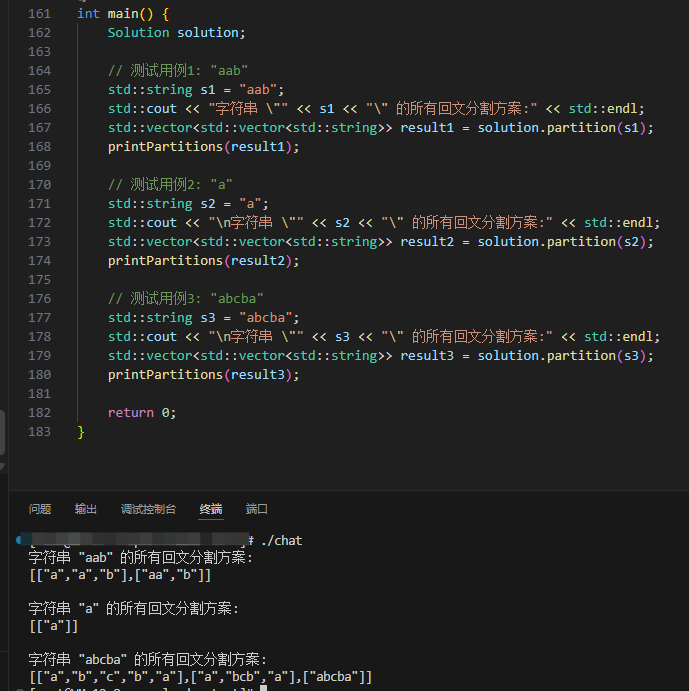 161 int main() {
162     Solution solution;
163
164     // 测试用例1: "aab"
165     std::string s1 = "aab";
166     std::cout << "字符串 \"" << s1 << "\" 的所有回文分割方案:" << std::endl;
167     std::vector<std::vector<std::string>> result1 = solution.partition(s1);
168     printPartitions(result1);
169
170     // 测试用例2: "a"
171     std::string s2 = "a";
172     std::cout << "\n字符串 \"" << s2 << "\" 的所有回文分割方案:" << std::endl;
173     std::vector<std::vector<std::string>> result2 = solution.partition(s2);
174     printPartitions(result2);
175
176     // 测试用例3: "abcba"
177     std::string s3 = "abcba";
178     std::cout << "\n字符串 \"" << s3 << "\" 的所有回文分割方案:" << std::endl;
179     std::vector<std::vector<std::string>> result3 = solution.partition(s3);
180     printPartitions(result3);
181
182     return 0;
183 }
问题 输出 调试控制台 终端 端口
]# ./chat
字符串 "aab" 的所有回文分割方案:
[["a","a","b"],["aa","b"]]
字符串 "a" 的所有回文分割方案:
[["a"]]
字符串 "abcba" 的所有回文分割方案:
[["a","b","c","b","a"],["a","bcb","a"],["abcba"]]